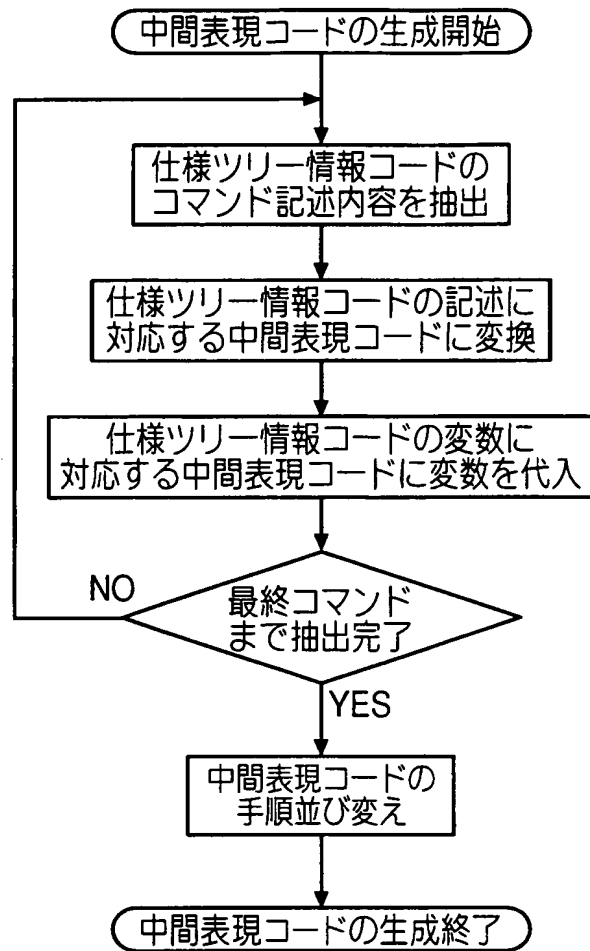 中間表現コードの生成開始
仕様ツリー情報コードの
コマンド記述内容を抽出
仕様ツリー情報コードの記述に
対応する中間表現コードに変換
仕様ツリー情報コードの変数に
対応する中間表現コードに変数を代入
NO
最終コマンド
まで抽出完了
YES
中間表現コードの
手順並び変え
中間表現コードの生成終了